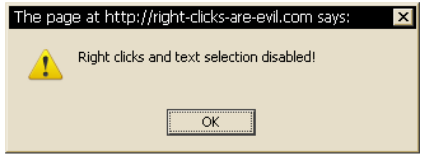 The page at http://right-clicks-are-evil.com says:
Right clicks and text selection disabled!
OK